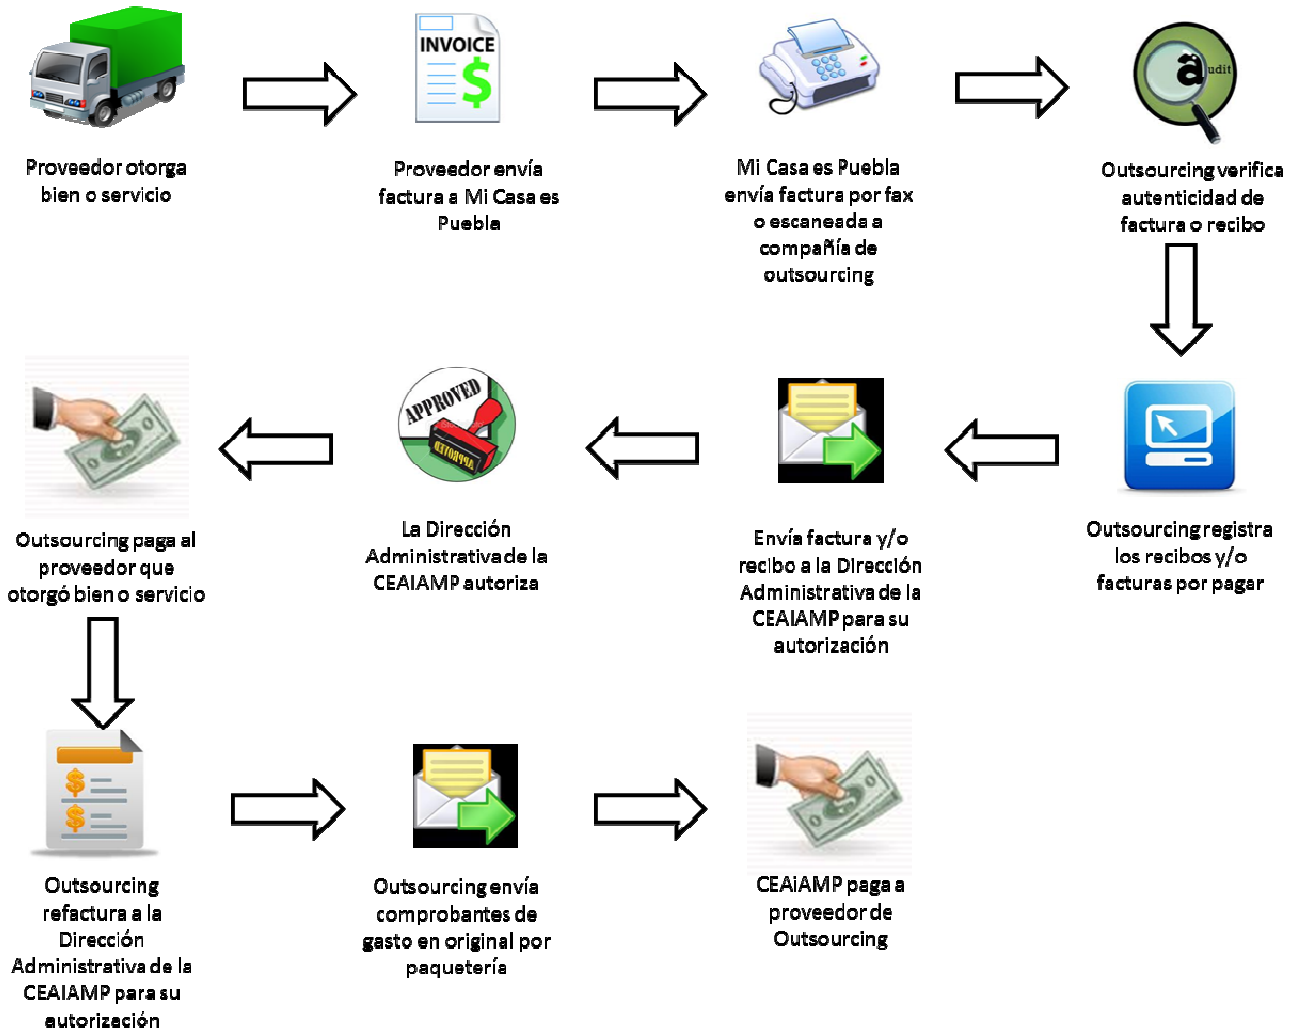 INVOICE
$
udit
Proveedor otorga
bien o servicio
Proveedor envía
factura a Mi Casa es
Puebla
Mi Casa es Puebla
envía factura por fax
o escaneada a
compañía de
outsourcing
Outsourcing verifica
autenticidad de
factura o recibo
Outsourcing registra
los recibos y/o
facturas por pagar
Envía factura y/o
recibo a la Dirección
Administrativa de la
CEAIAMP para su
autorización
APPROVED
APPROVED
La Dirección
Administrativa de la
CEAIAMP autoriza
Outsourcing paga al
proveedor que
otorgó bien o servicio
$
$
Outsourcing
refactura a la
Dirección
Administrativa de la
CEAIAMP para su
autorización
Outsourcing envía
comprobantes de
gasto en original por
paquetería
CEAiAMP paga a
proveedor de
Outsourcing